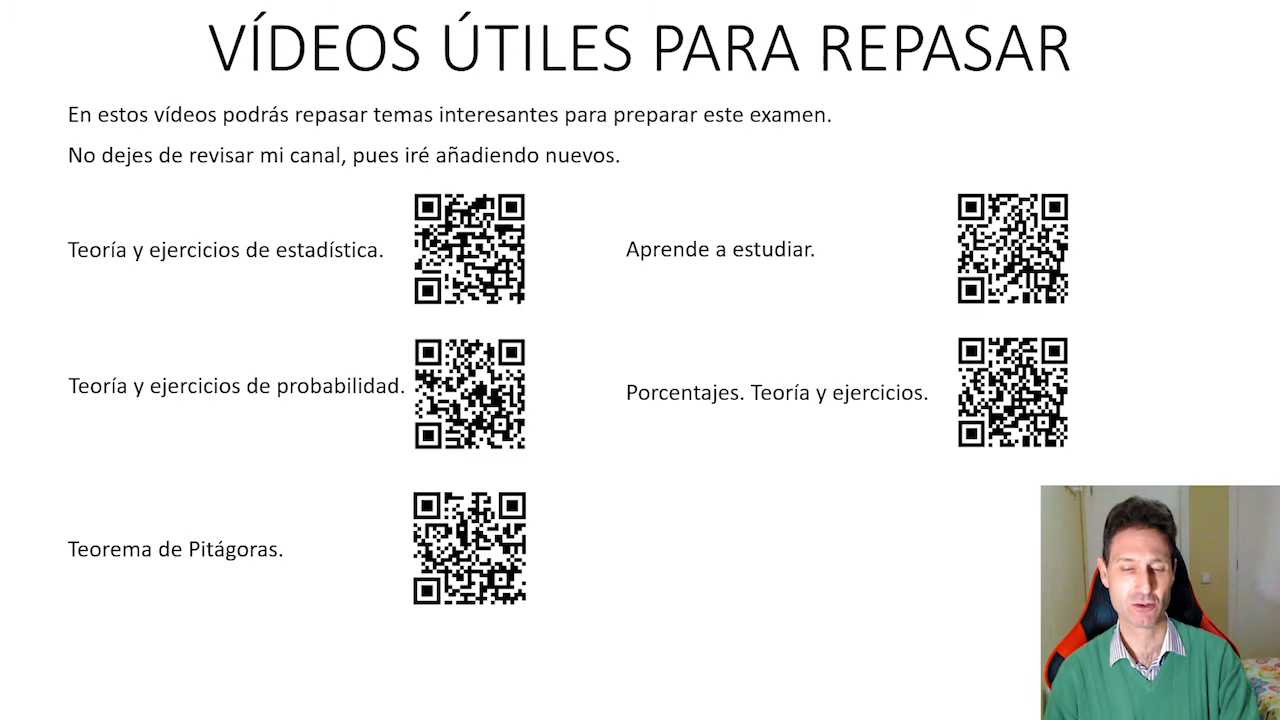 VÍDEOS ÚTILES PARA REPASAR
En estos vídeos podrás repasar temas interesantes para preparar este examen.
No dejes de revisar mi canal, pues iré añadiendo nuevos.
Teoría y ejercicios de estadística.
Aprende a estudiar.
Teoría y ejercicios de probabilidad.
Porcentajes. Teoría y ejercicios.
Teorema de Pitágoras.